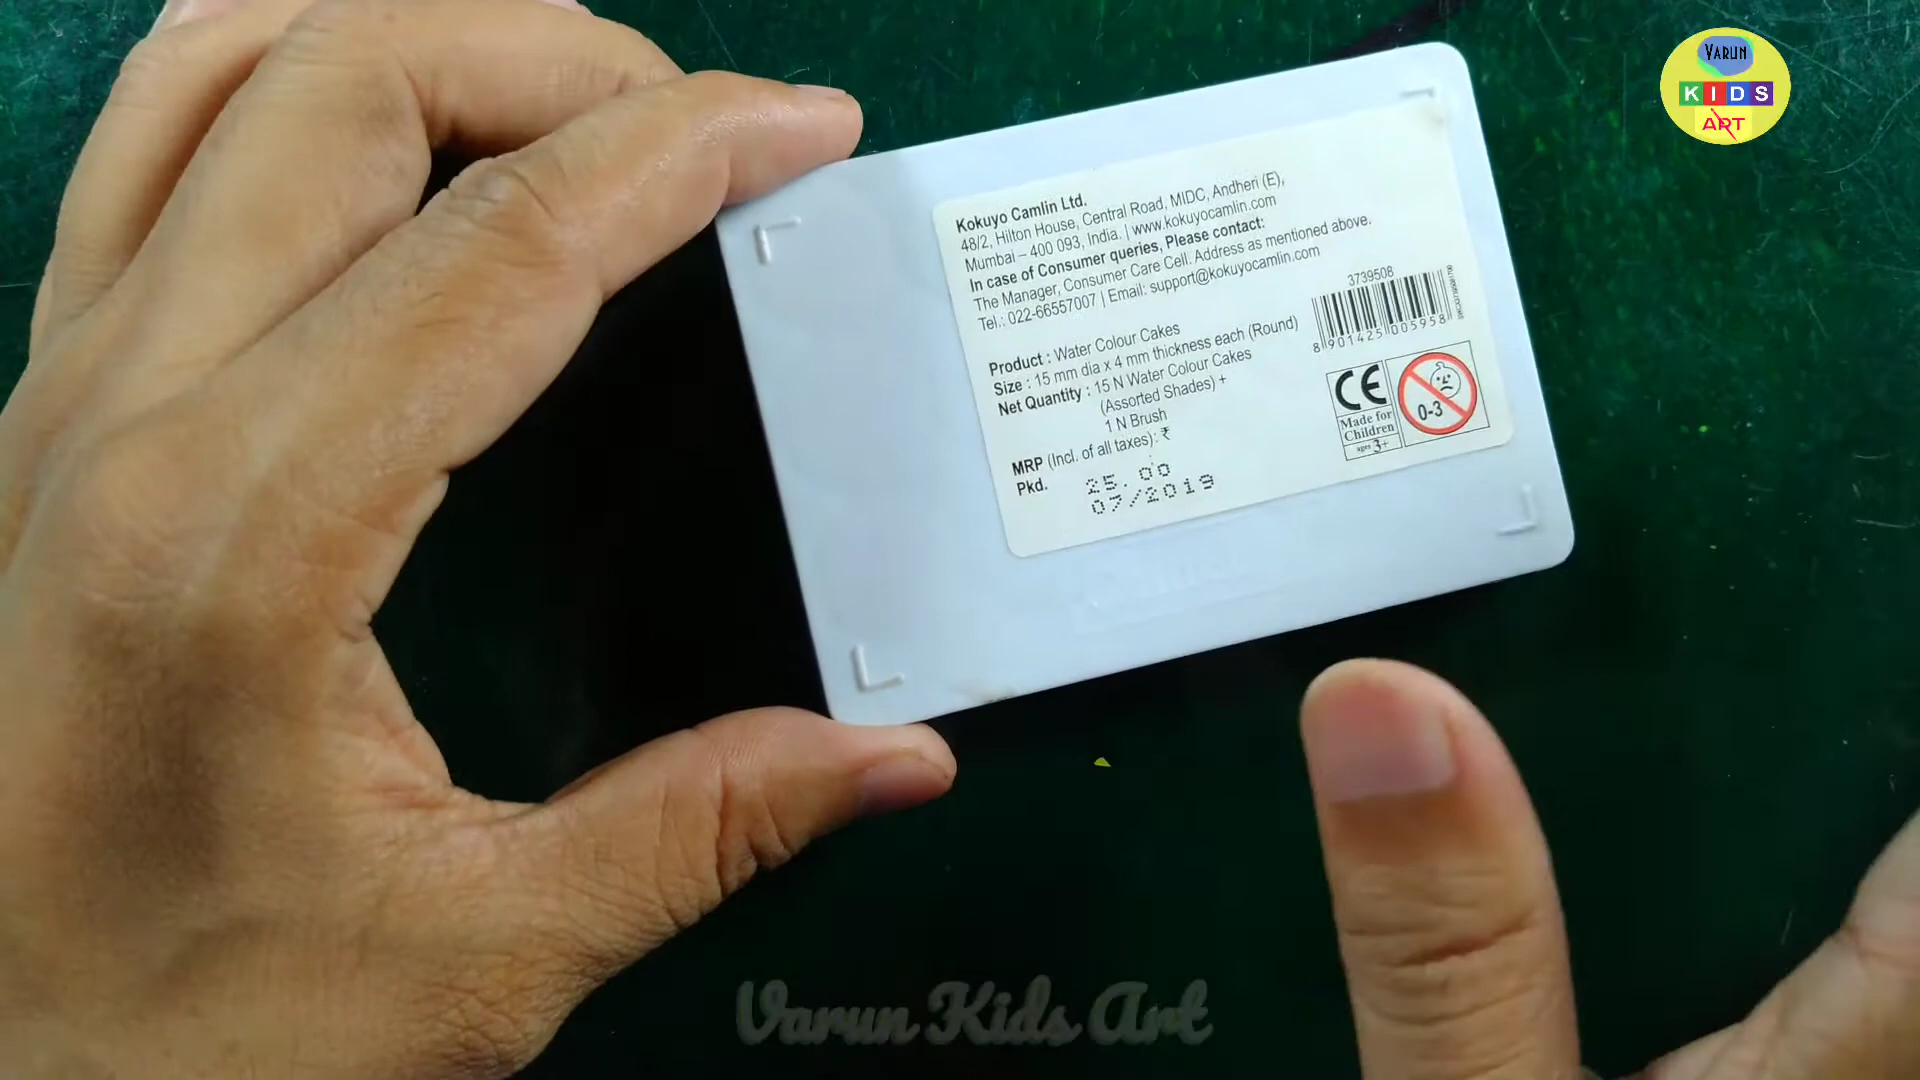 VARUN
KIDS
ART
Kokuyo Camlin Ltd.
48/2, Hilton House, Central Road, MIDC, Andheri (E),
Mumbai – 400 093, India. | www.kokuyocamlin.com
In case of Consumer queries, Please contact:
The Manager, Consumer Care Cell. Address as mentioned above.
Tel.: 022-66557007 | Email: support@kokuyocamlin.com
Product : Water Colour Cakes
Size : 15 mm dia x 4 mm thickness each (Round)
Net Quantity : 15 N Water Colour Cakes
(Assorted Shades) +
1 N Brush
MRP (Incl. of all taxes): ₹
25.00
Pkd.
07/2019
3739508
8 901425 005958
CE
Made for
Children
ages 3+
0-3
Varun Kids Art